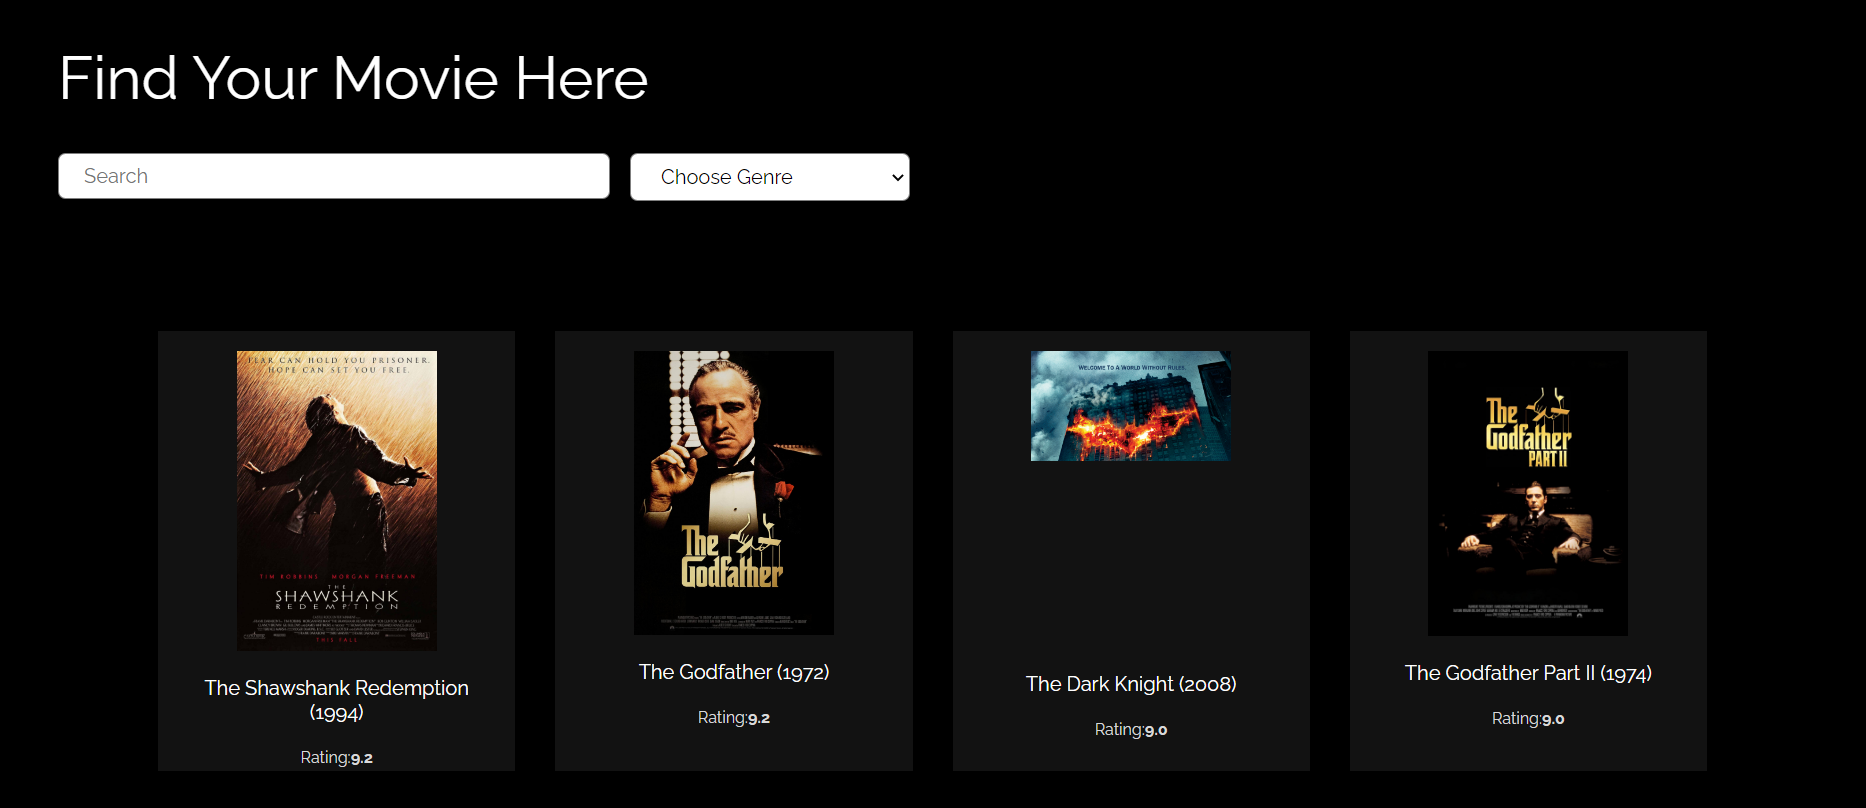 Find Your Movie Here
Search
Choose Genre
FEAR CAN HOLD YOU PRISONER.
HOPE CAN SET YOU FREE.
TIM ROBBINS MORGAN FREEMAN
THE
SHAWSHANK
REDEMPTION
THIS FALL
The Shawshank Redemption
(1994)
Rating:9.2
The
Godfather
The Godfather (1972)
Rating:9.2
WELCOME TO A WORLD WITHOUT RULES.
The Dark Knight (2008)
Rating:9.0
The
Godfather
PART II
The Godfather Part II (1974)
Rating:9.0